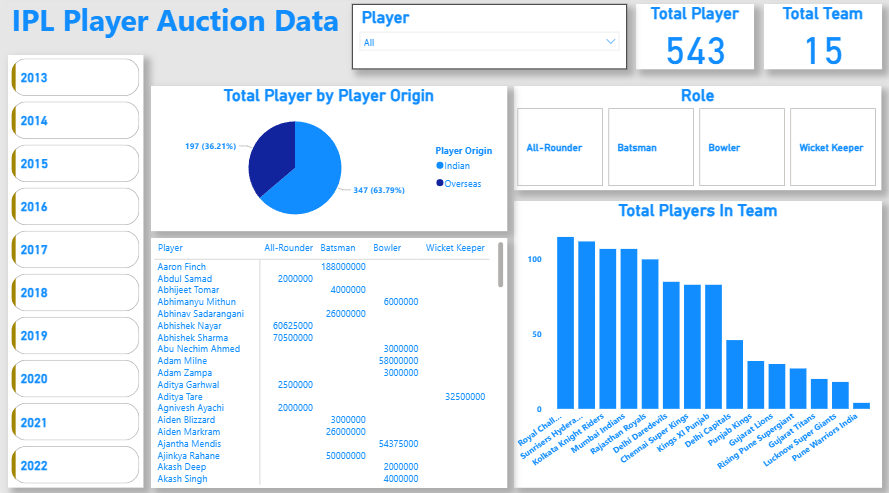 IPL Player Auction Data
Player
All
Total Player
543
Total Team
15
2013
2014
2015
2016
2017
2018
2019
2020
2021
2022
Total Player by Player Origin
197 (36.21%)
347 (63.79%)
Player Origin
Indian
Overseas
Role
All-Rounder
Batsman
Bowler
Wicket Keeper
Player All-Rounder Batsman Bowler Wicket Keeper
Aaron Finch 188000000
Abdul Samad 2000000
Abhijeet Tomar 4000000
Abhimanyu Mithun 6000000
Abhinav Sadarangani 26000000
Abhishek Nayar 60625000
Abhishek Sharma 70500000
Abu Nechim Ahmed 3000000
Adam Milne 58000000
Adam Zampa 3000000
Aditya Garhwal 2500000
Aditya Tare 32500000
Agnivesh Ayachi 2000000
Aiden Blizzard 3000000
Aiden Markram 26000000
Ajantha Mendis 54375000
Ajinkya Rahane 50000000
Akash Deep 2000000
Akash Singh 4000000
Total Players In Team
100
50
0
Royal Chall...
Sunrisers Hydera...
Kolkata Knight Riders
Mumbai Indians
Rajasthan Royals
Delhi Daredevils
Chennai Super Kings
Kings XI Punjab
Delhi Capitals
Punjab Kings
Gujarat Lions
Rising Pune Supergiant
Gujarat Titans
Lucknow Super Giants
Pune Warriors India